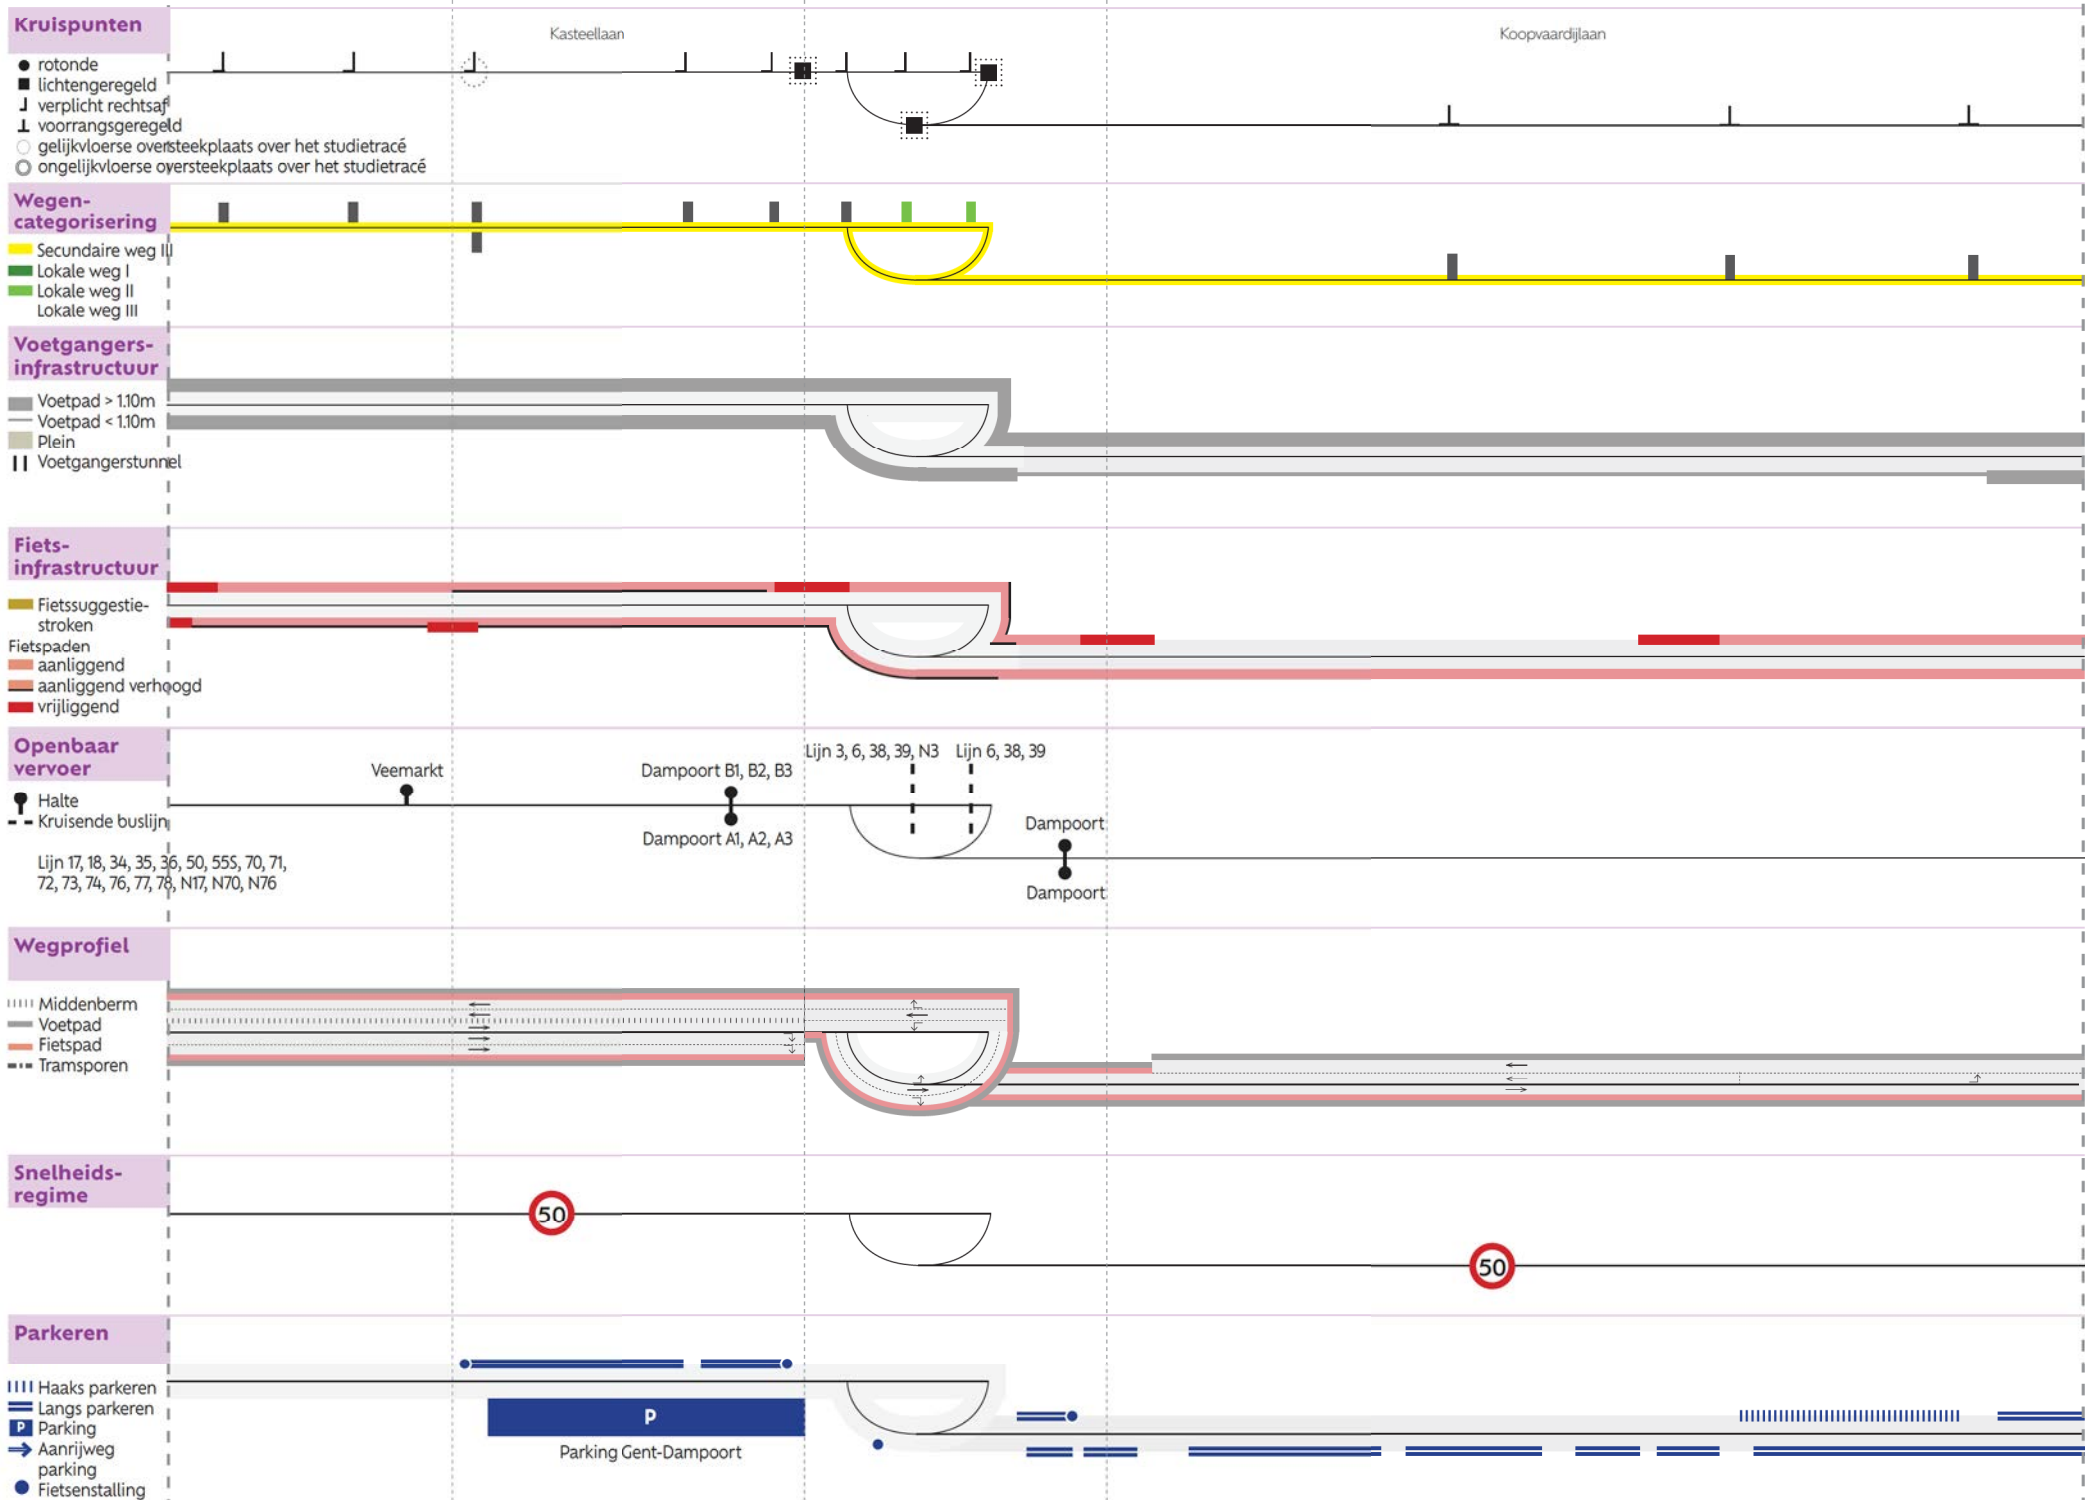 Kruispunten
Kasteellaan
Koopvaardijlaan
rotonde
lichtengeregeld
verplicht rechtsaf
voorrangsgeregeld
gelijkvloerse oversteekplaats over het studietracé
ongelijkvloerse oversteekplaats over het studietracé
Wegen-
categorisering
Secundaire weg III
Lokale weg I
Lokale weg II
Lokale weg III
Voetgangers-
infrastructuur
Voetpad > 1.10m
Voetpad < 1.10m
Plein
Voetgangerstunnel
Fiets-
infrastructuur
Fietssuggestie-
stroken
Fietspaden
aanliggend
aanliggend verhoogd
vrijliggend
Openbaar
vervoer
Lijn 3, 6, 38, 39, N3
Lijn 6, 38, 39
Veemarkt
Dampoort B1, B2, B3
Halte
Kruisende buslijn
Dampoort A1, A2, A3
Dampoort
Dampoort
Lijn 17, 18, 34, 35, 36, 50, 55S, 70, 71,
72, 73, 74, 76, 77, 78, N17, N70, N76
Wegprofiel
Middenberm
Voetpad
Fietspad
Tramsporen
Snelheids-
regime
50
50
Parkeren
Haaks parkeren
Langs parkeren
P Parking
Aanrijweg
parking
Fietsenstalling
P
Parking Gent-Dampoort